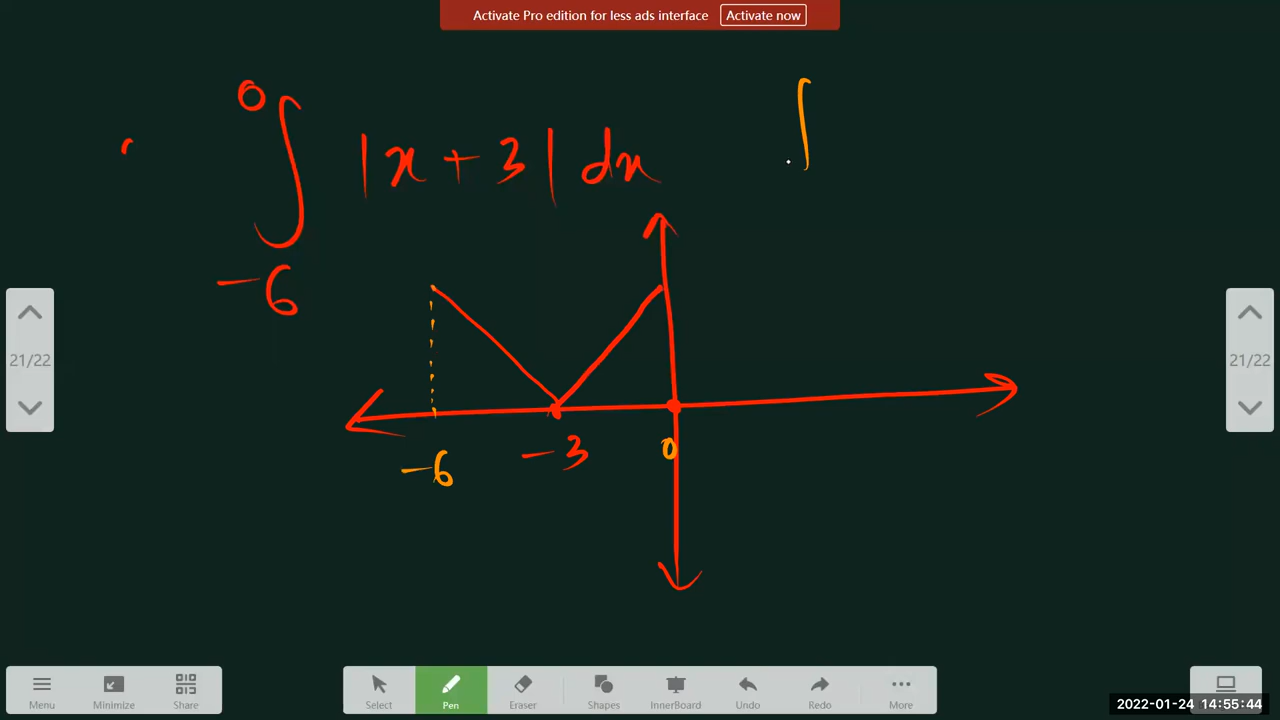 Activate Pro edition for less ads interface Activate now
0
∫ |x + 3| dx
-6
∫
21/22
21/22
-6 -3 0
Menu Minimize Share Select Pen Eraser Shapes InnerBoard Undo Redo More
2022-01-24 14:55:44